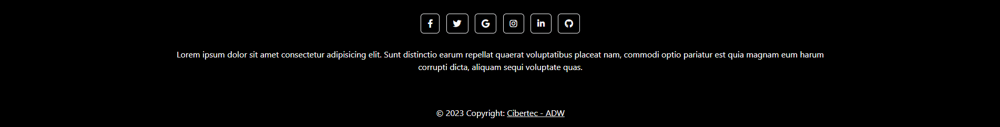 Lorem ipsum dolor sit amet consectetur adipisicing elit. Sunt distinctio earum repellat quaerat voluptatibus placeat nam, commodi optio pariatur est quia magnam eum harum
corrupti dicta, aliquam sequi voluptate quas.
© 2023 Copyright: Cibertec - ADW